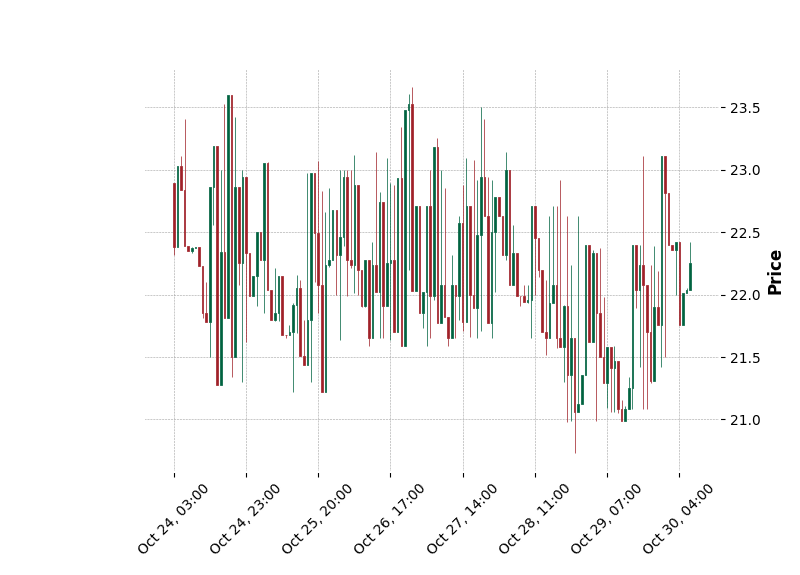 23.5
23.0
22.5
22.0
21.5
21.0
Price
Oct 24, 03:00
Oct 24, 23:00
Oct 25, 20:00
Oct 26, 17:00
Oct 27, 14:00
Oct 28, 11:00
Oct 29, 07:00
Oct 30, 04:00